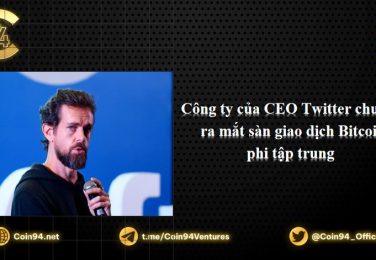 94
Công ty của CEO Twitter chu
ra mắt sàn giao dịch Bitcoi
phi tập trung
Coin94.net
t.me/Coin94Ventures
@Coin94_Offic